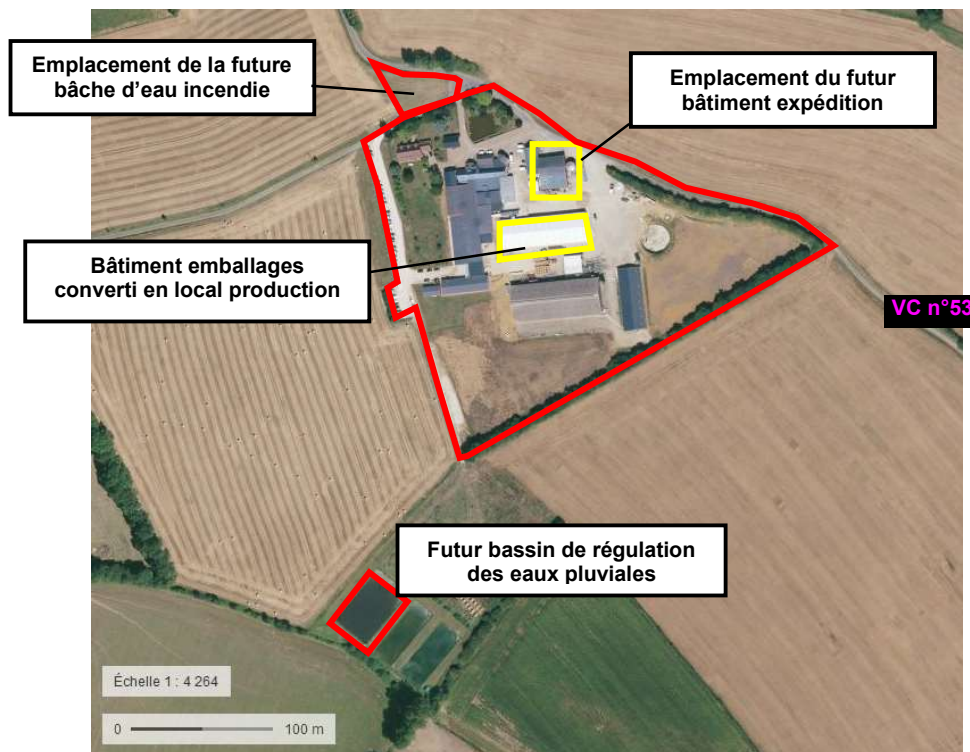 Emplacement de la future
bâche d'eau incendie
Emplacement du futur
bâtiment expédition
Bâtiment emballages
converti en local production
VC n°53
Futur bassin de régulation
des eaux pluviales
Échelle 1 : 4 264
0 100 m